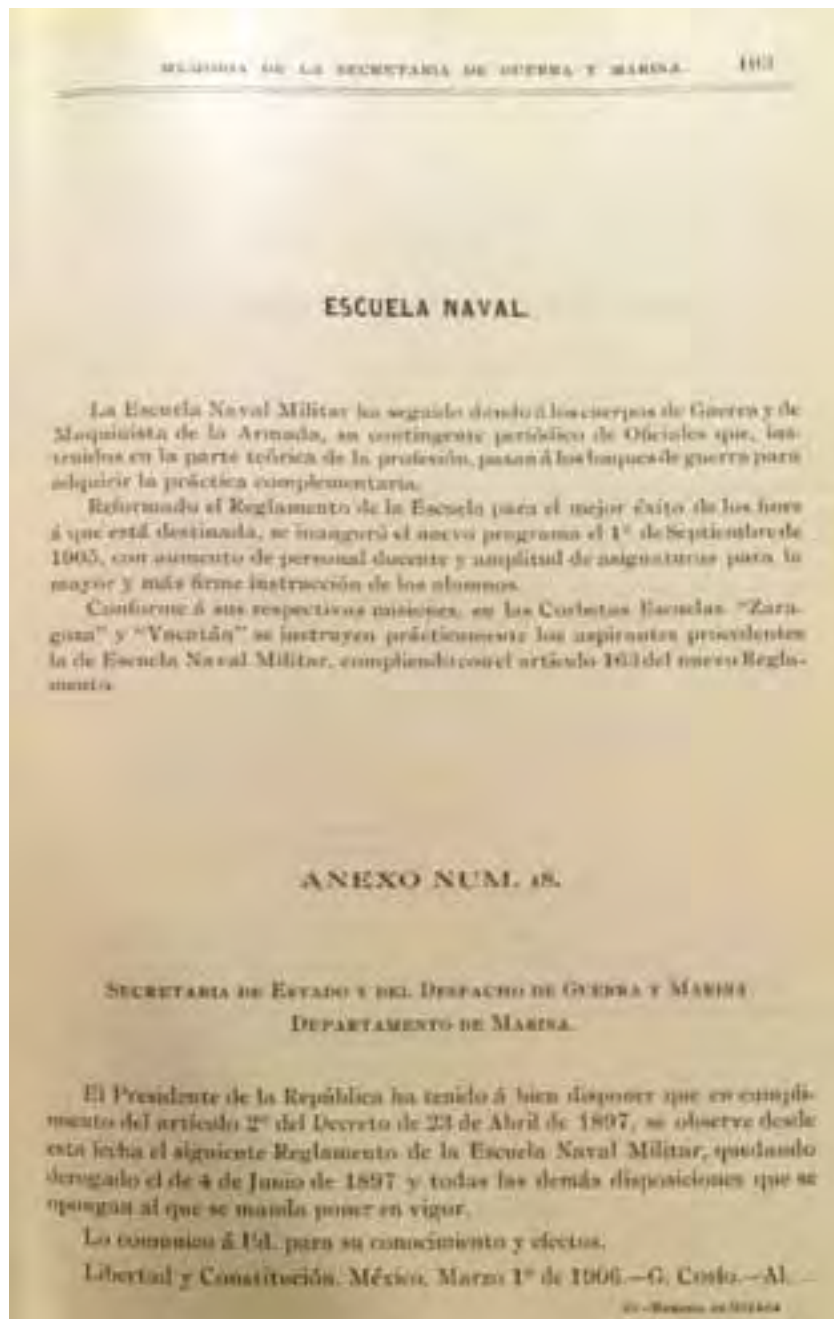 MEMORIA DE LA SECRETARIA DE GUERRA Y MARINA.
ESCUELA NAVAL.
La Escuela Naval Militar ha seguido dando á los cuerpos de Guerra y de
Maquinista de la Armada, su contingente periódico de Oficiales que, ins-
truidos en la parte teórica de la profesión, pasan á los buques de guerra para
adquirir la práctica complementaria.
Reformado el Reglamento de la Escuela para el mejor éxito de los fines
á que está destinada, se inauguró el nuevo programa el 1º de Septiembre de
1905, con aumento de personal docente y amplitud de asignaturas para la
mayor y más firme instrucción de los alumnos.
Conforme á sus respectivas misiones, en las Corbetas Escuelas "Zara-
goza" y "Yucatán" se instruyen prácticamente los aspirantes procedentes
la de Escuela Naval Militar, cumpliendo con el artículo 163 del nuevo Regla-
mento.
ANEXO NUM. 18.
SECRETARIA DE ESTADO Y DEL DESPACHO DE GUERRA Y MARINA
DEPARTAMENTO DE MARINA.
El Presidente de la República ha tenido á bien disponer que en cumpli-
miento del artículo 2º del Decreto de 23 de Abril de 1897, se observe desde
esta fecha el siguiente Reglamento de la Escuela Naval Militar, quedando
derogado el de 4 de Junio de 1897 y todas las demás disposiciones que se
opongan al que se manda poner en vigor.
Lo comunico á Ud. para su conocimiento y efectos.
Libertad y Constitución. México, Marzo 1º de 1906.—G. Cosío.—Al.